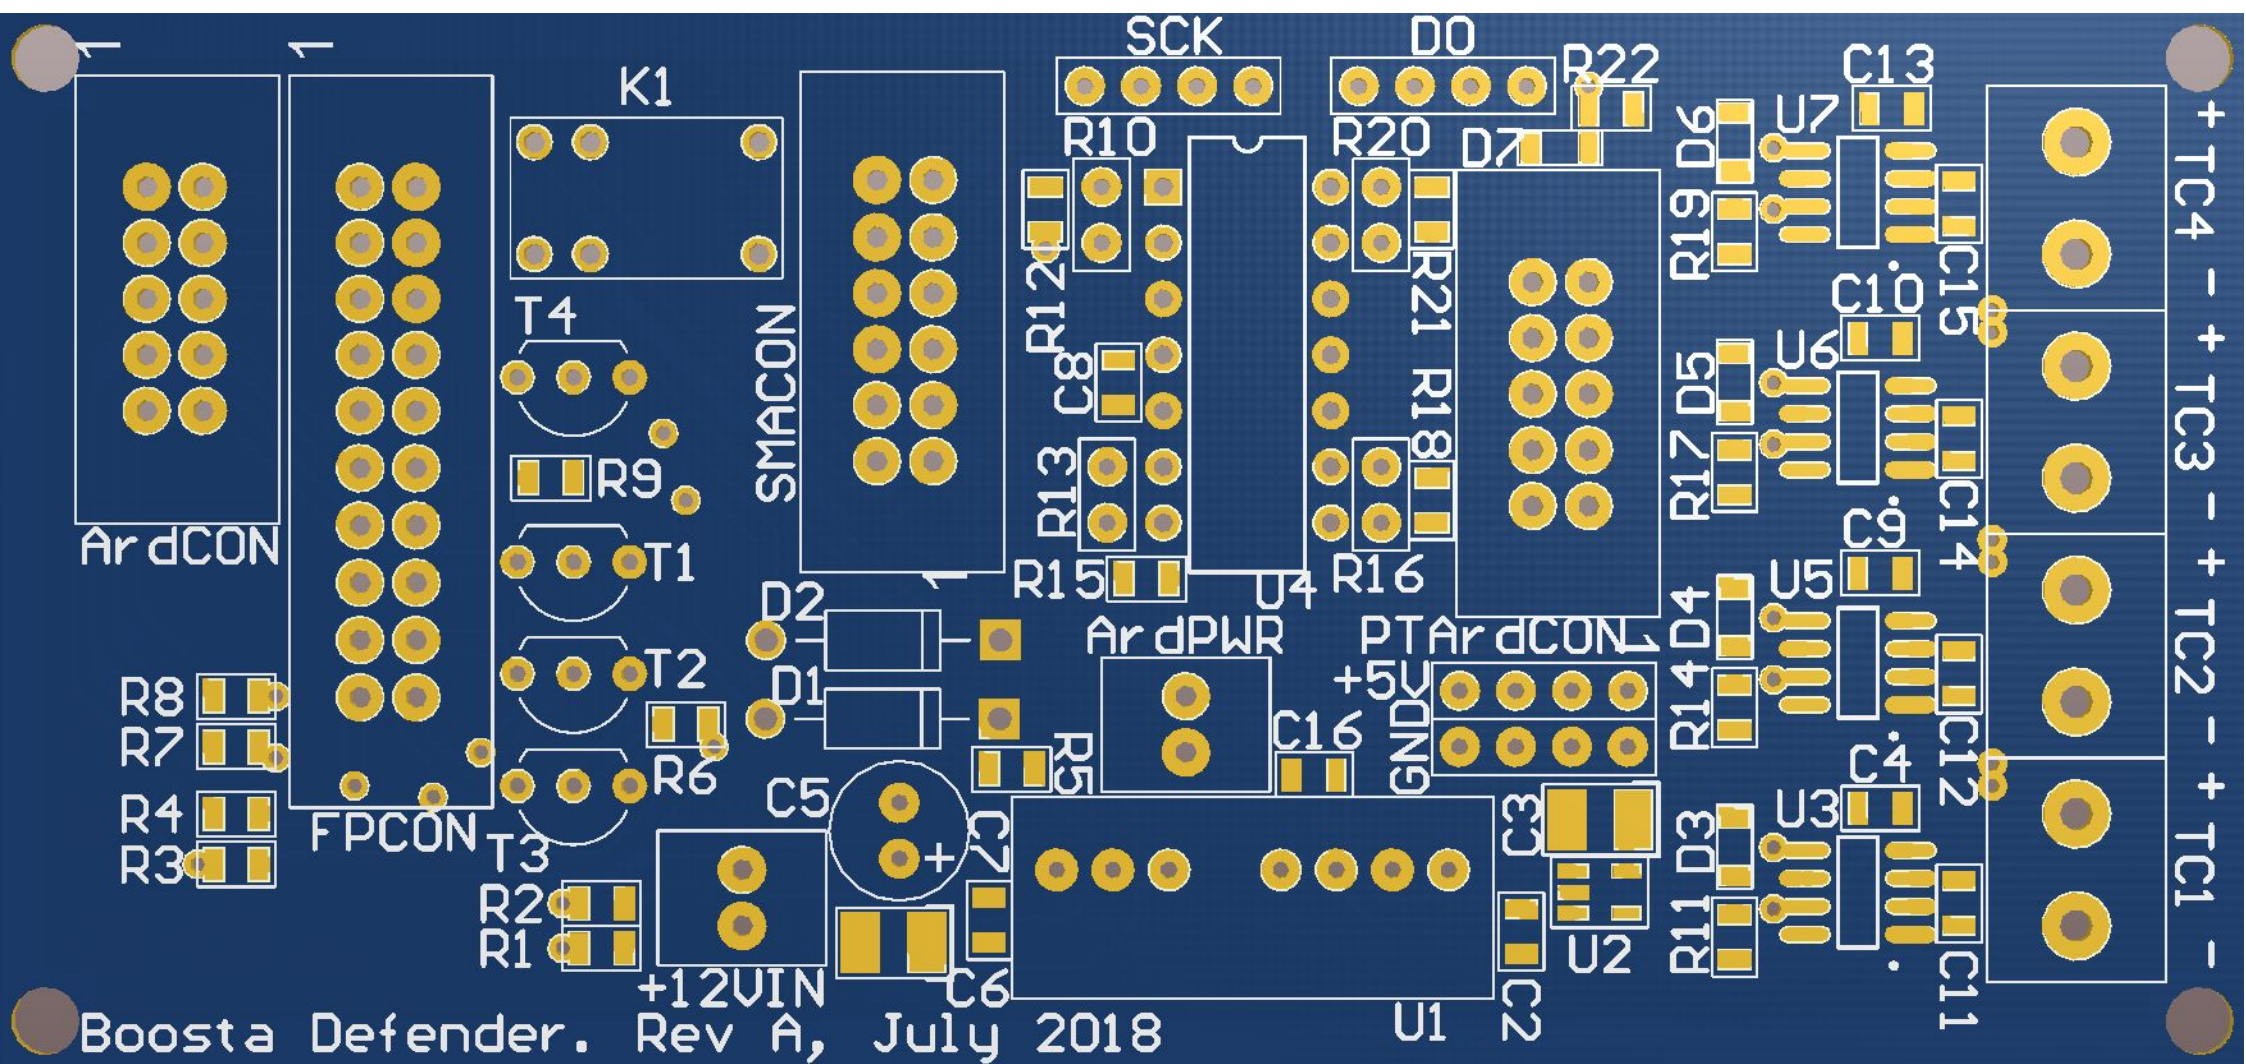 1
1
SCK
D0
R22
C13
K1
R10
R20
D7
D6
U7
+
TC4
-
R19
C15
R12
R21
T4
C10
SMACON
C8
R18
D5
U6
+
TC3
-
R9
R13
R17
C14
ArdCON
T1
1
R15
U4
R16
C9
U5
D4
+
TC2
-
D2
ArdPWR
PTArdCON
1
T2
D1
+5V
GND
R14
R8
R7
R6
R5
C16
C12
C4
C5
C7
C3
U3
D3
+
TC1
-
R4
FPCON
T3
R3
+
R2
R1
U2
R11
C11
+12VIN
C6
U1
C2
Boosta Defender. Rev A, July 2018